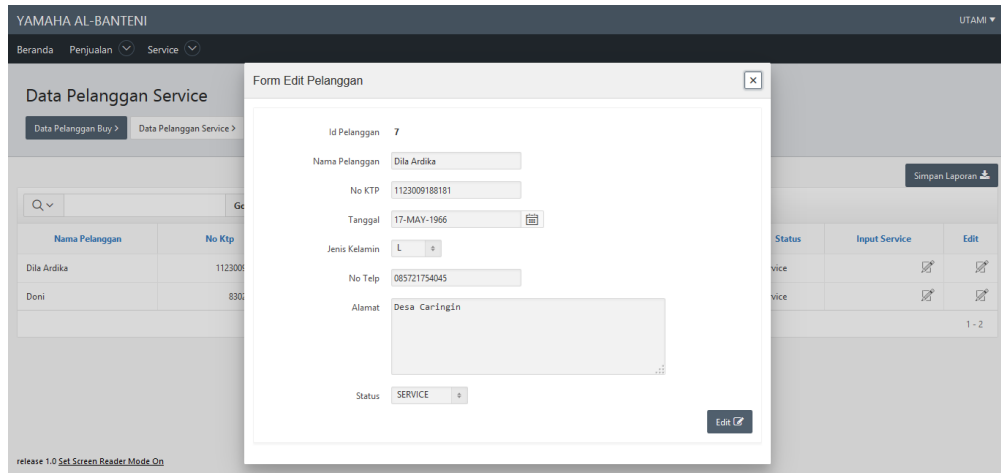 YAMAHA AL-BANTENI
UTAMI
Beranda Penjualan Service
Data Pelanggan Service
Data Pelanggan Buy > Data Pelanggan Service >
Simpan Laporan
Nama Pelanggan No Ktp Status Input Service Edit
Dila Ardika
Doni
1 - 2
Form Edit Pelanggan
Id Pelanggan 7
Nama Pelanggan Dila Ardika
No KTP 1123009188181
Tanggal 17-MAY-1966
Jenis Kelamin L
No Telp 085721754045
Alamat Desa Caringin
Status SERVICE
Edit
release 1.0 Set Screen Reader Mode On